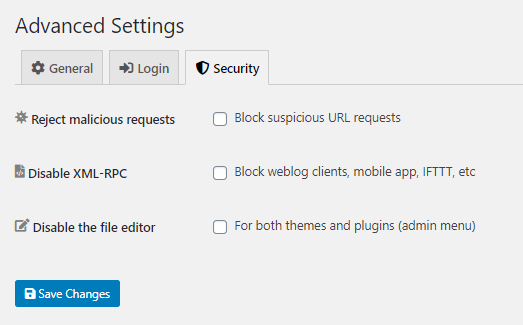 Advanced Settings
General Login Security
Reject malicious requests Block suspicious URL requests
Disable XML-RPC Block weblog clients, mobile app, IFTTT, etc
Disable the file editor For both themes and plugins (admin menu)
Save Changes